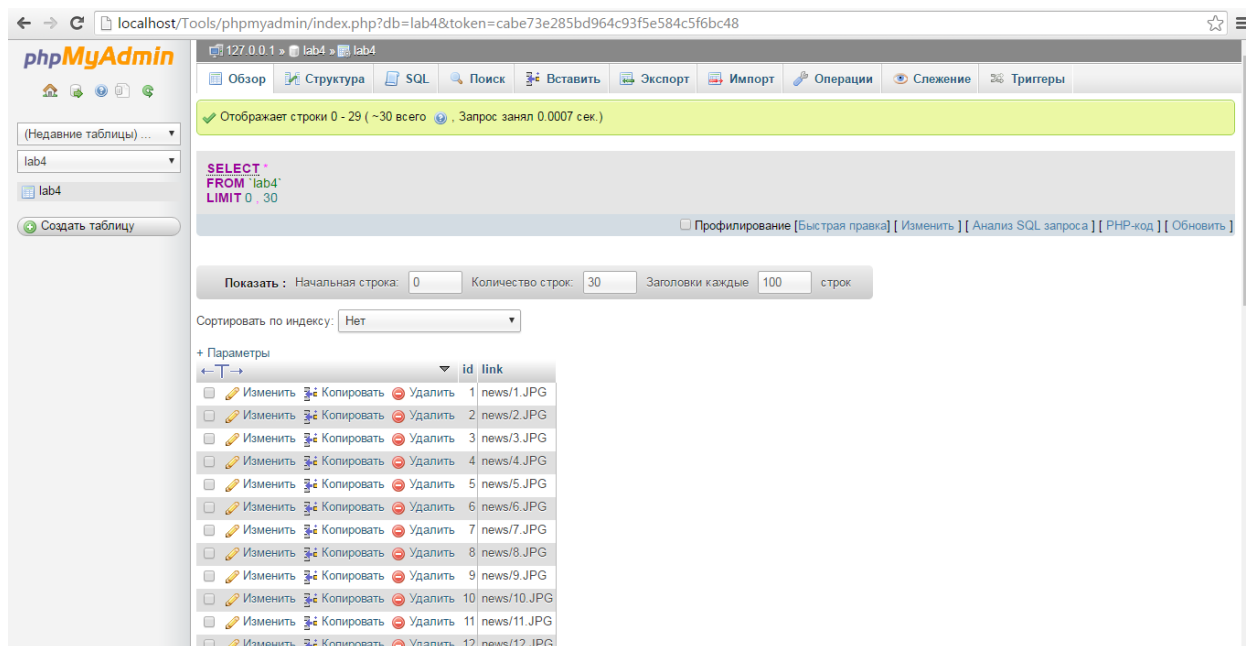 localhost/Tools/phpmyadmin/index.php?db=lab4&token=cabe73e285bd964c93f5e584c5f6bc48
phpMyAdmin
(Недавние таблицы) ...
lab4
lab4
Создать таблицу
127.0.0.1 » lab4 » lab4
Обзор Структура SQL Поиск Вставить Экспорт Импорт Операции Слежение Триггеры
Отображает строки 0 - 29 ( ~30 всего , Запрос занял 0.0007 сек.)
SELECT *
FROM `lab4`
LIMIT 0 , 30
Профилирование [Быстрая правка] [ Изменить ] [ Анализ SQL запроса ] [ PHP-код ] [ Обновить ]
Показать : Начальная строка: 0 Количество строк: 30 Заголовки каждые 100 строк
Сортировать по индексу: Нет
+ Параметры
←T→ id link
Изменить Копировать Удалить 1 news/1.JPG
Изменить Копировать Удалить 2 news/2.JPG
Изменить Копировать Удалить 3 news/3.JPG
Изменить Копировать Удалить 4 news/4.JPG
Изменить Копировать Удалить 5 news/5.JPG
Изменить Копировать Удалить 6 news/6.JPG
Изменить Копировать Удалить 7 news/7.JPG
Изменить Копировать Удалить 8 news/8.JPG
Изменить Копировать Удалить 9 news/9.JPG
Изменить Копировать Удалить 10 news/10.JPG
Изменить Копировать Удалить 11 news/11.JPG
Изменить Копировать Удалить 12 news/12.JPG